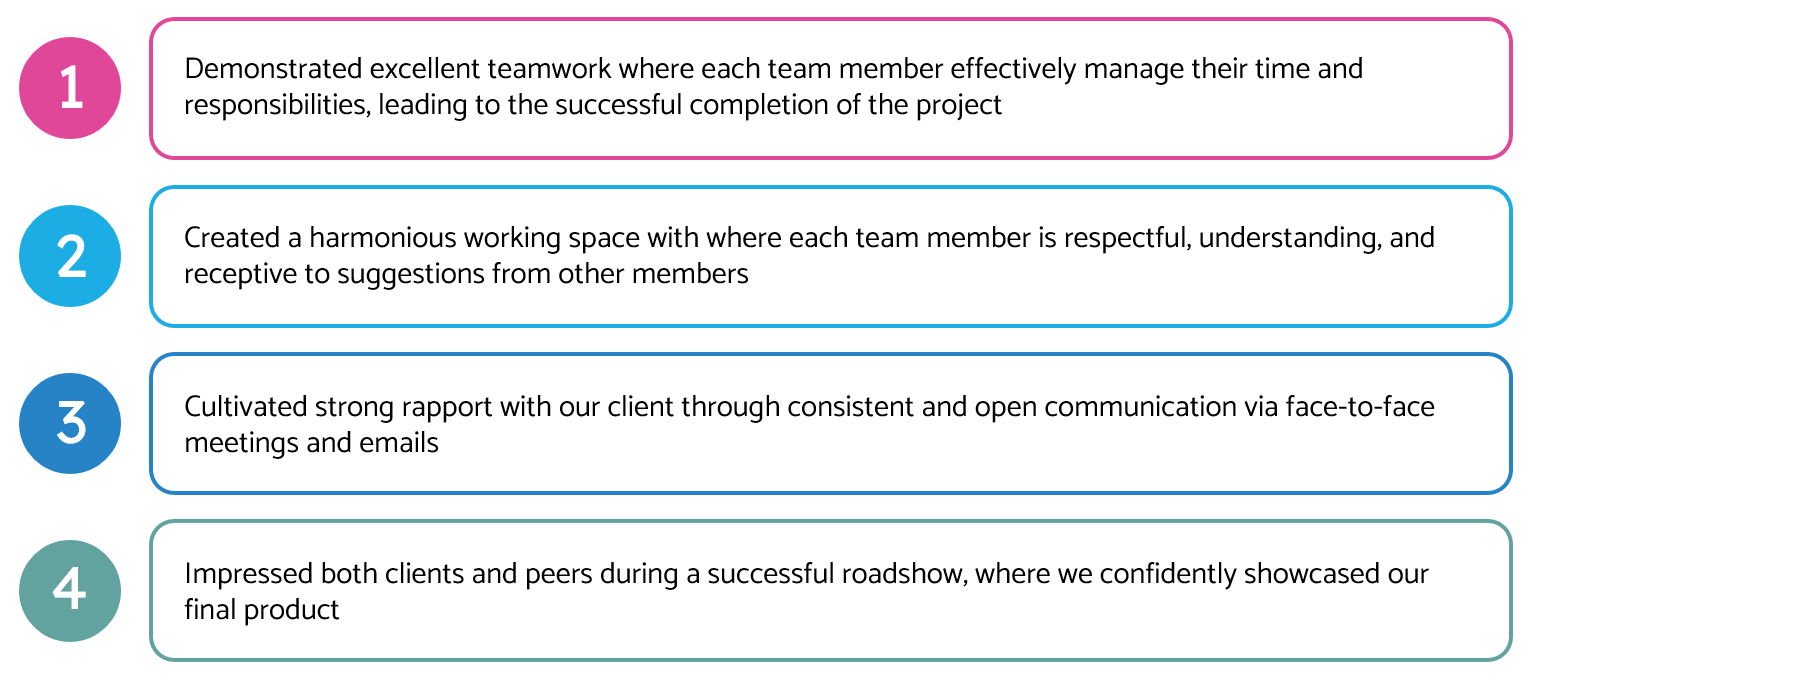 1
Demonstrated excellent teamwork where each team member effectively manage their time and
responsibilities, leading to the successful completion of the project
2
Created a harmonious working space with where each team member is respectful, understanding, and
receptive to suggestions from other members
3
Cultivated strong rapport with our client through consistent and open communication via face-to-face
meetings and emails
4
Impressed both clients and peers during a successful roadshow, where we confidently showcased our
final product